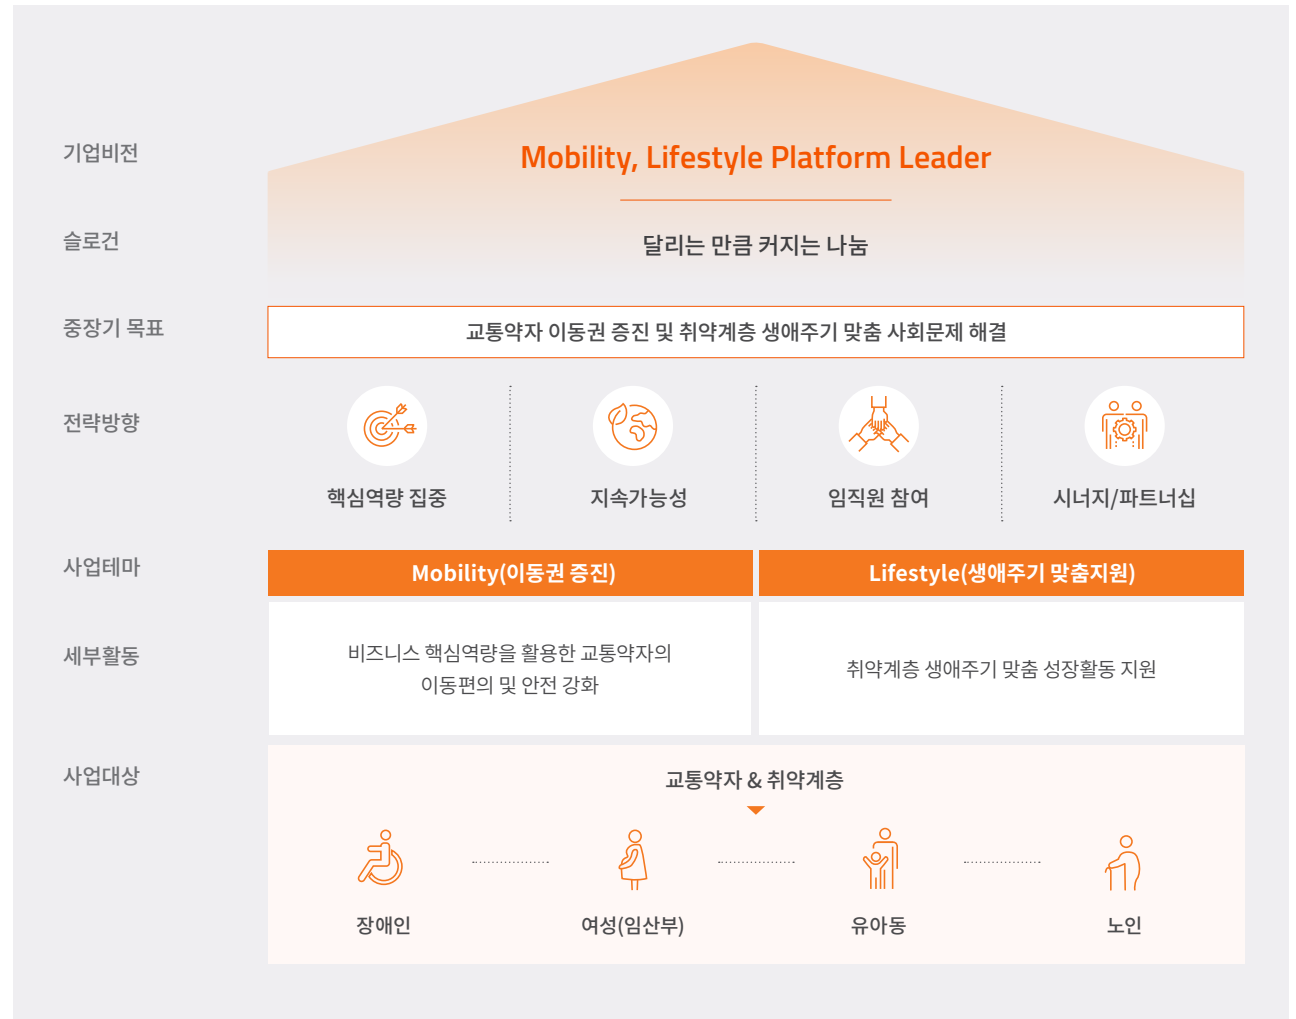 기업비전
Mobility, Lifestyle Platform Leader
슬로건
달리는 만큼 커지는 나눔
중장기 목표
교통약자 이동권 증진 및 취약계층 생애주기 맞춤 사회문제 해결
전략방향
핵심역량 집중
지속가능성
임직원 참여
시너지/파트너십
사업테마
Mobility(이동권 증진)
Lifestyle(생애주기 맞춤지원)
세부활동
비즈니스 핵심역량을 활용한 교통약자의
이동편의 및 안전 강화
취약계층 생애주기 맞춤 성장활동 지원
사업대상
교통약자 & 취약계층
장애인
여성(임산부)
유아동
노인